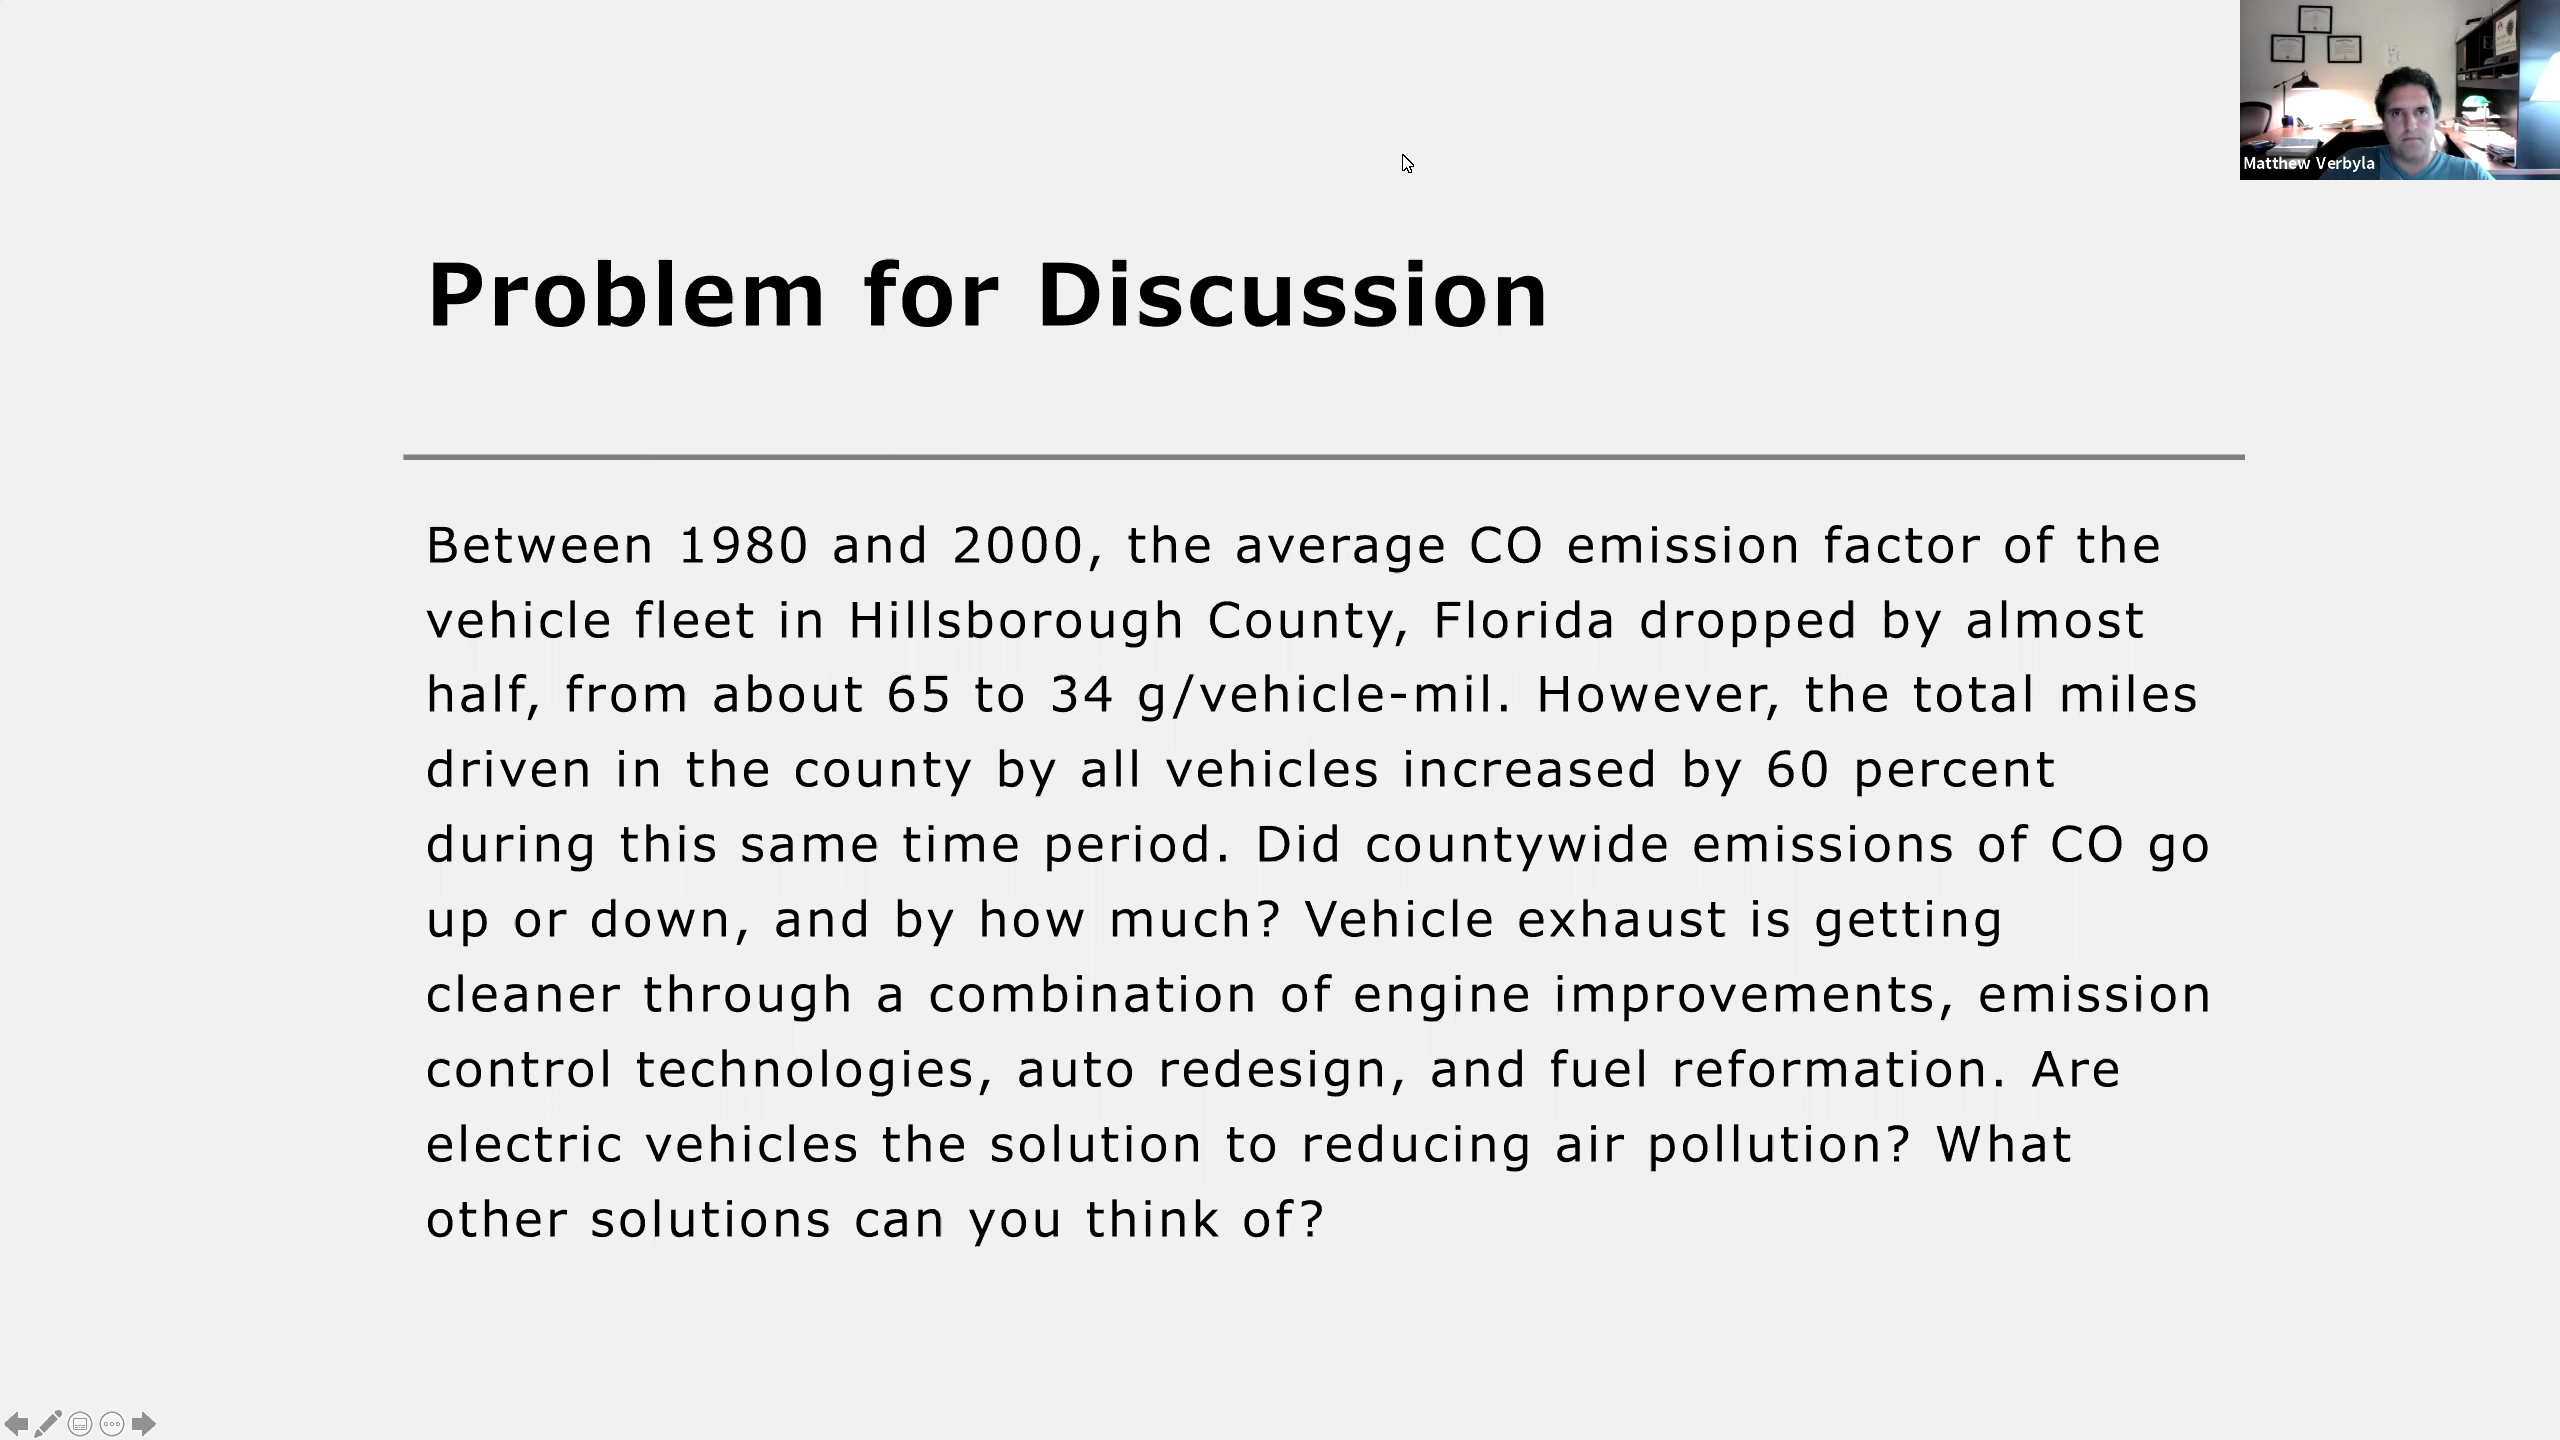 Matthew Verbyla
Problem for Discussion
Between 1980 and 2000, the average CO emission factor of the
vehicle fleet in Hillsborough County, Florida dropped by almost
half, from about 65 to 34 g/vehicle-mil. However, the total miles
driven in the county by all vehicles increased by 60 percent
during this same time period. Did countywide emissions of CO go
up or down, and by how much? Vehicle exhaust is getting
cleaner through a combination of engine improvements, emission
control technologies, auto redesign, and fuel reformation. Are
electric vehicles the solution to reducing air pollution? What
other solutions can you think of?